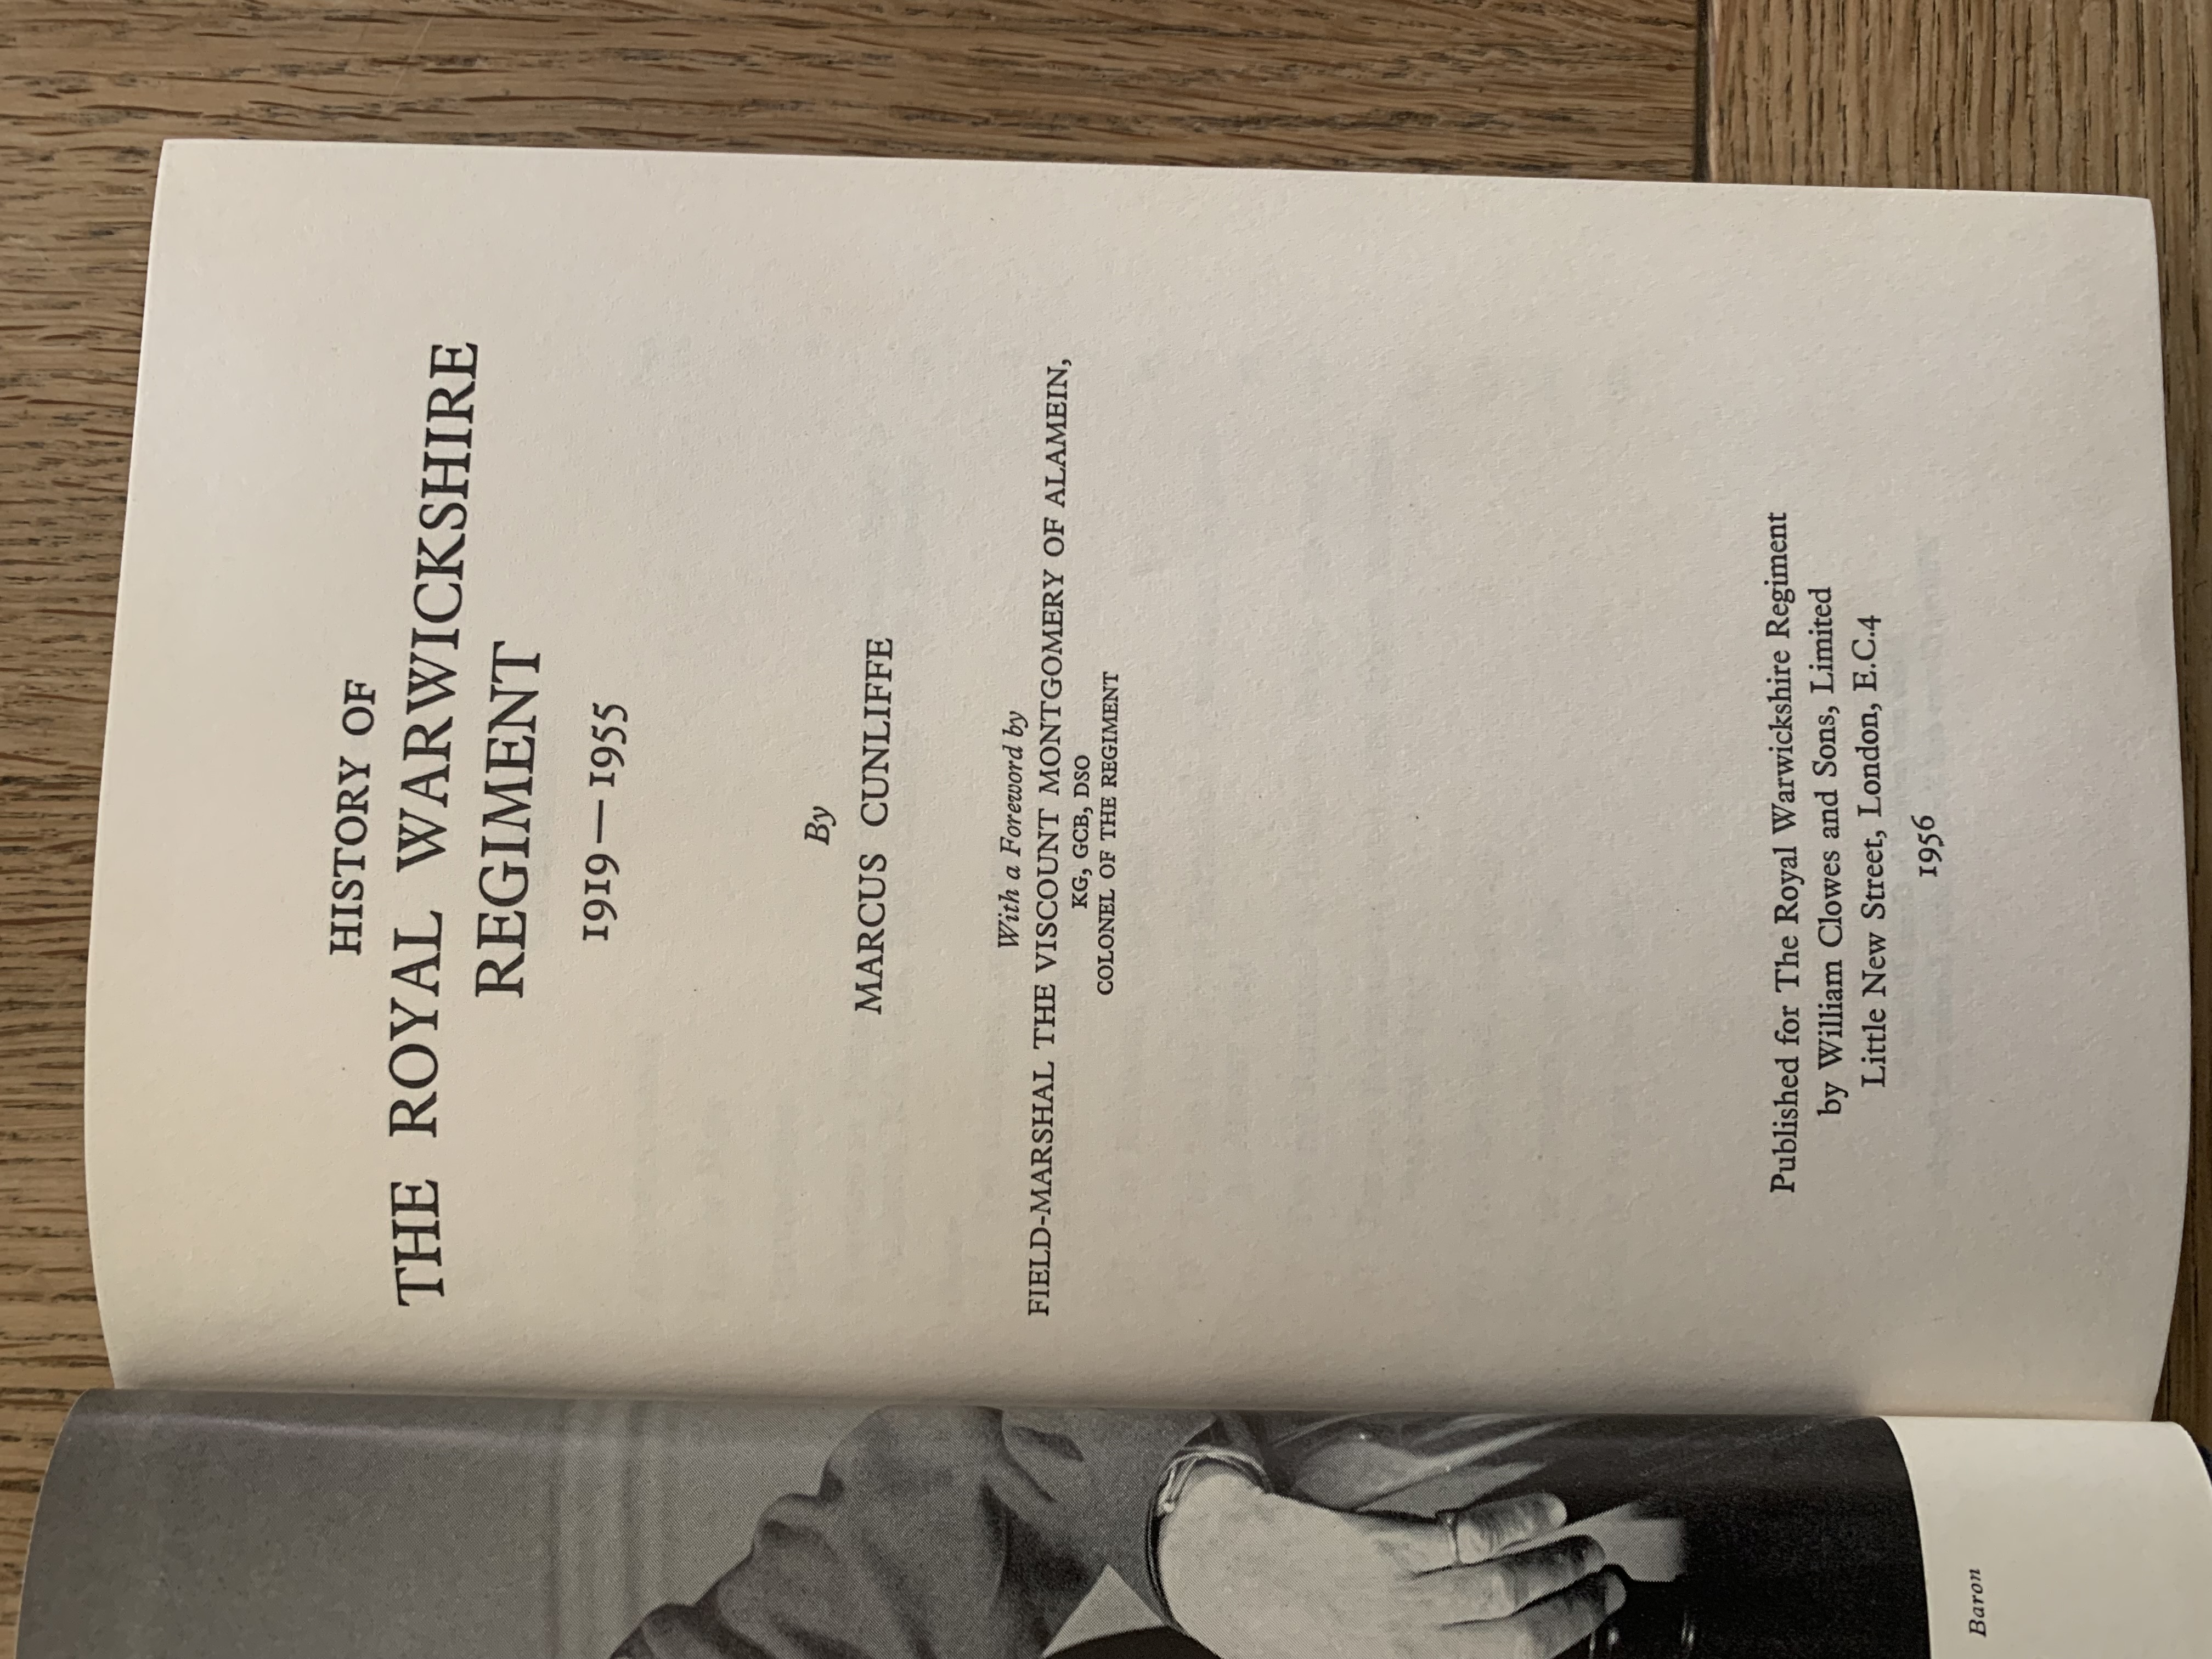 HISTORY OF
THE ROYAL WARWICKSHIRE
REGIMENT
1919—1955
By
MARCUS CUNLIFFE
With a Foreword by
FIELD-MARSHAL THE VISCOUNT MONTGOMERY OF ALAMEIN,
KG, GCB, DSO
COLONEL OF THE REGIMENT
Published for The Royal Warwickshire Regiment
by William Clowes and Sons, Limited
Little New Street, London, E.C.4
1956
Baron